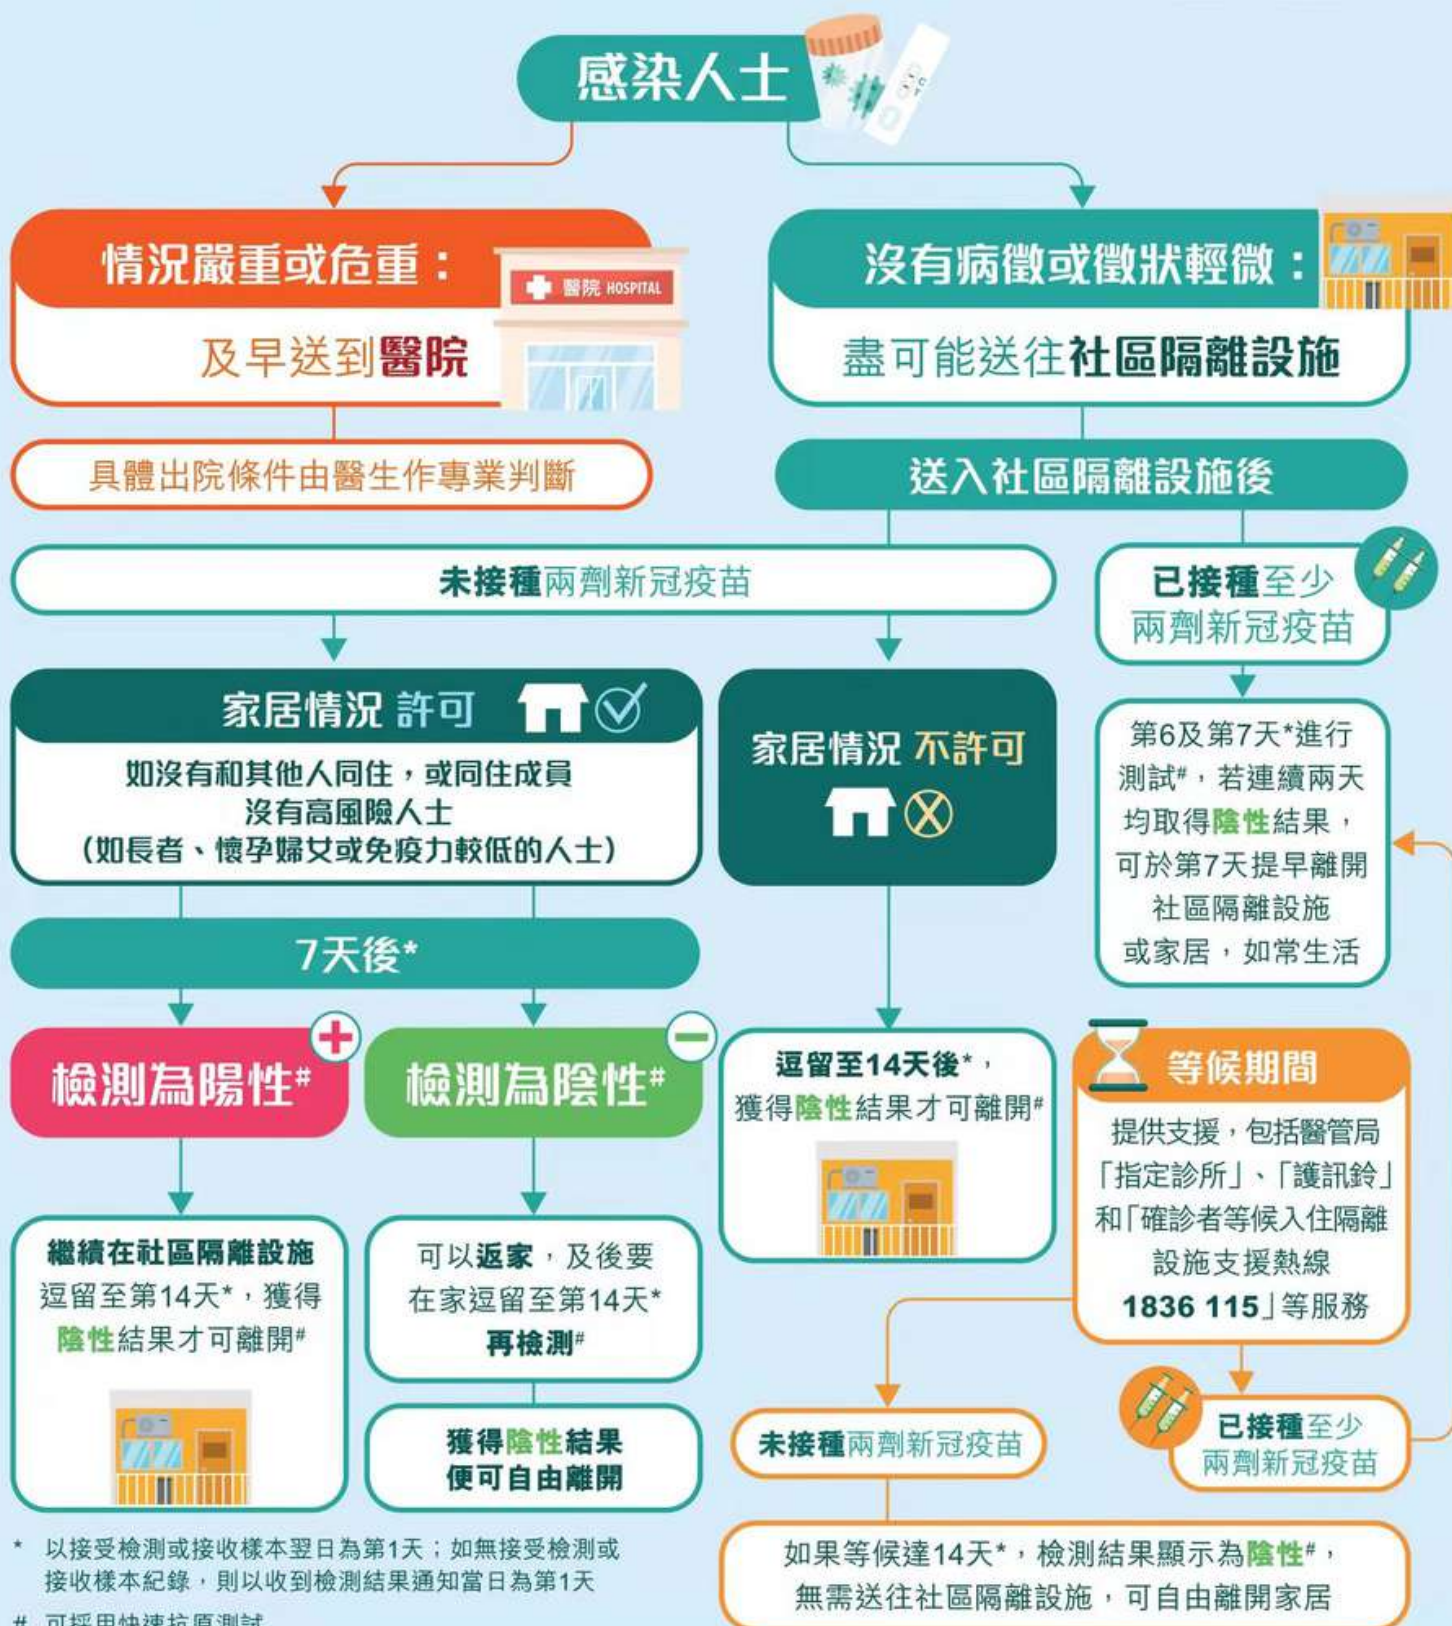 感染人士
情況嚴重或危重：
醫院 HOSPITAL
及早送到醫院
具體出院條件由醫生作專業判斷
沒有病徵或徵狀輕微：
盡可能送往社區隔離設施
送入社區隔離設施後
未接種兩劑新冠疫苗
已接種至少
兩劑新冠疫苗
家居情況 許可
如沒有和其他人同住，或同住成員
沒有高風險人士
（如長者、懷孕婦女或免疫力較低的人士）
家居情況 不許可
第6及第7天*進行
測試#，若連續兩天
均取得陰性結果，
可於第7天提早離開
社區隔離設施
或家居，如常生活
7天後*
檢測為陽性#
檢測為陰性#
逗留至14天後*，
獲得陰性結果才可離開#
等候期間
提供支援，包括醫管局
「指定診所」、「護訊鈴」
和「確診者等候入住隔離
設施支援熱線
1836 115」等服務
繼續在社區隔離設施
逗留至第14天*，獲得
陰性結果才可離開#
可以返家，及後要
在家逗留至第14天*
再檢測#
獲得陰性結果
便可自由離開
未接種兩劑新冠疫苗
已接種至少
兩劑新冠疫苗
如果等候達14天*，檢測結果顯示為陰性#，
無需送往社區隔離設施，可自由離開家居
* 以接受檢測或接收樣本翌日為第1天；如無接受檢測或
接收樣本紀錄，則以收到檢測結果通知當日為第1天
# 可採用快速抗原測試